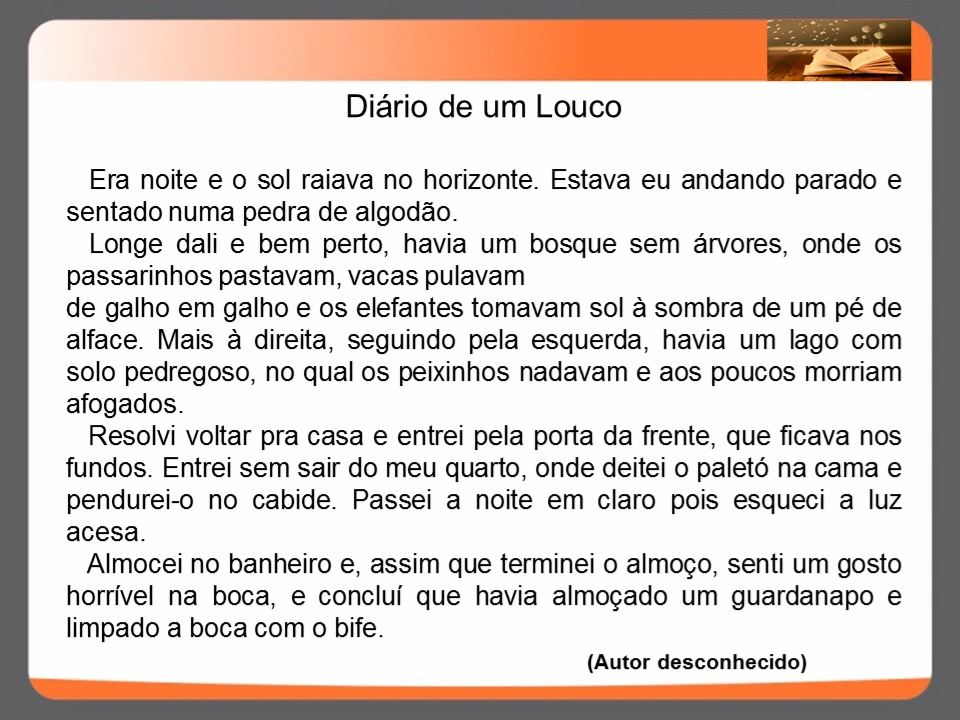 Diário de um Louco
Era noite e o sol raiava no horizonte. Estava eu andando parado e
sentado numa pedra de algodão.
Longe dali e bem perto, havia um bosque sem árvores, onde os
passarinhos pastavam, vacas pulavam
de galho em galho e os elefantes tomavam sol à sombra de um pé de
alface. Mais à direita, seguindo pela esquerda, havia um lago com
solo pedregoso, no qual os peixinhos nadavam e aos poucos morriam
afogados.
Resolvi voltar pra casa e entrei pela porta da frente, que ficava nos
fundos. Entrei sem sair do meu quarto, onde deitei o paletó na cama e
pendurei-o no cabide. Passei a noite em claro pois esqueci a luz
acesa.
Almocei no banheiro e, assim que terminei o almoço, senti um gosto
horrível na boca, e concluí que havia almoçado um guardanapo e
limpado a boca com o bife.
(Autor desconhecido)